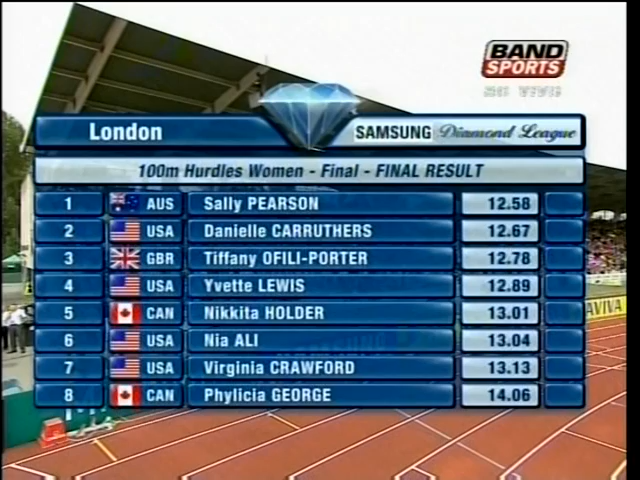 BAND
SPORTS
AO VIVO
London
SAMSUNG Diamond League
100m Hurdles Women - Final - FINAL RESULT
1 AUS Sally PEARSON 12.58
2 USA Danielle CARRUTHERS 12.67
3 GBR Tiffany OFILI-PORTER 12.78
4 USA Yvette LEWIS 12.89
5 CAN Nikkita HOLDER 13.01
6 USA Nia ALI 13.04
7 USA Virginia CRAWFORD 13.13
8 CAN Phylicia GEORGE 14.06
AVIVA